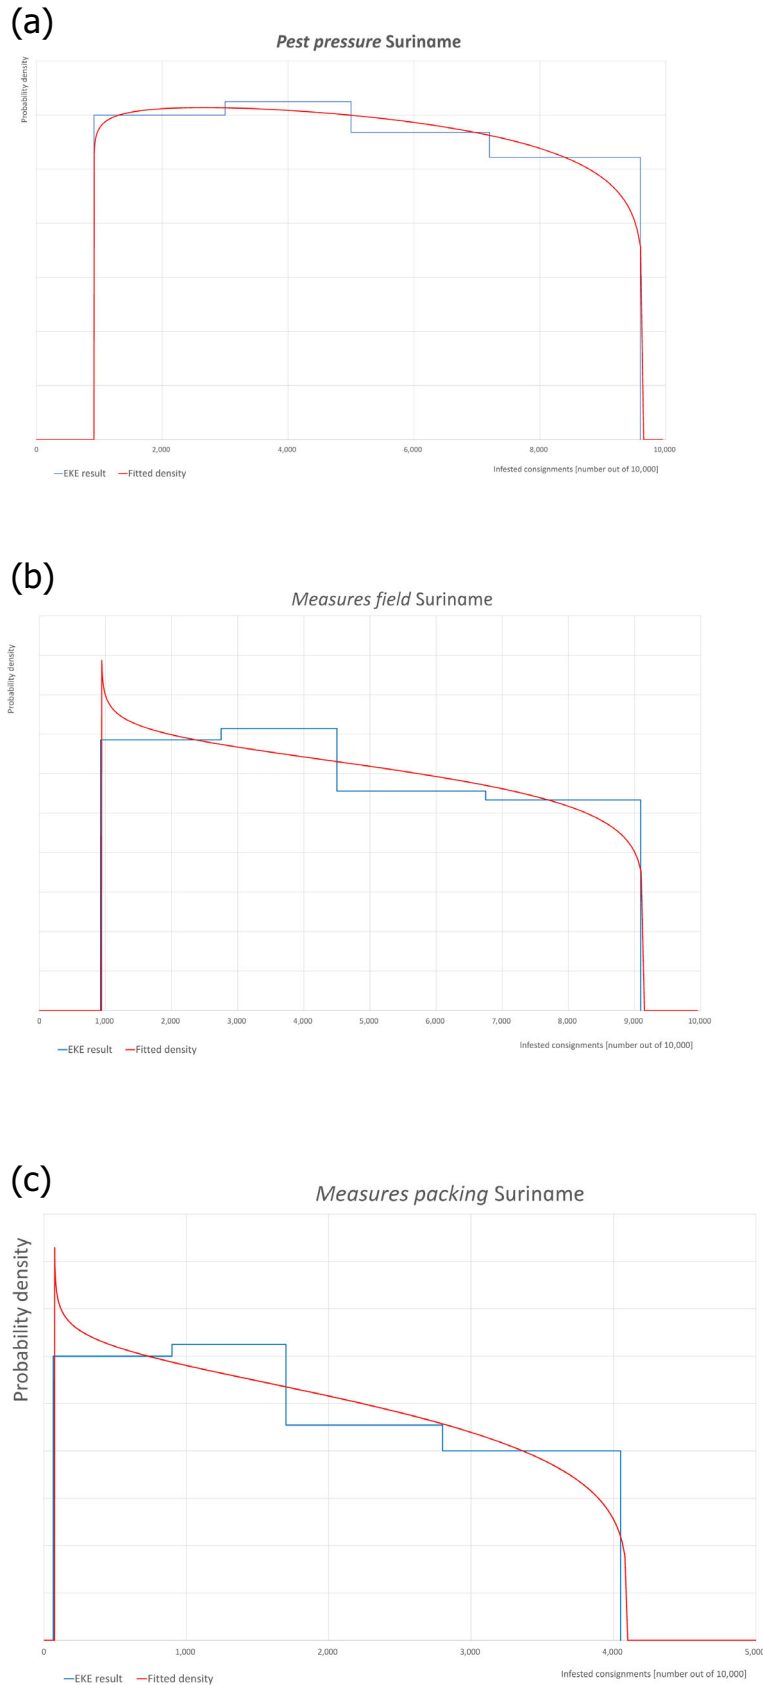 (a)
Pest pressure Suriname
Probability density
0 2,000 4,000 6,000 8,000 10,000
Infested consignments [number out of 10,000]
EKE result Fitted density
(b)
Measures field Suriname
Probability density
0 1,000 2,000 3,000 4,000 5,000 6,000 7,000 8,000 9,000 10,000
Infested consignments [number out of 10,000]
EKE result Fitted density
(c)
Measures packing Suriname
Probability density
0 1,000 2,000 3,000 4,000 5,000
Infested consignments [number out of 10,000]
EKE result Fitted density